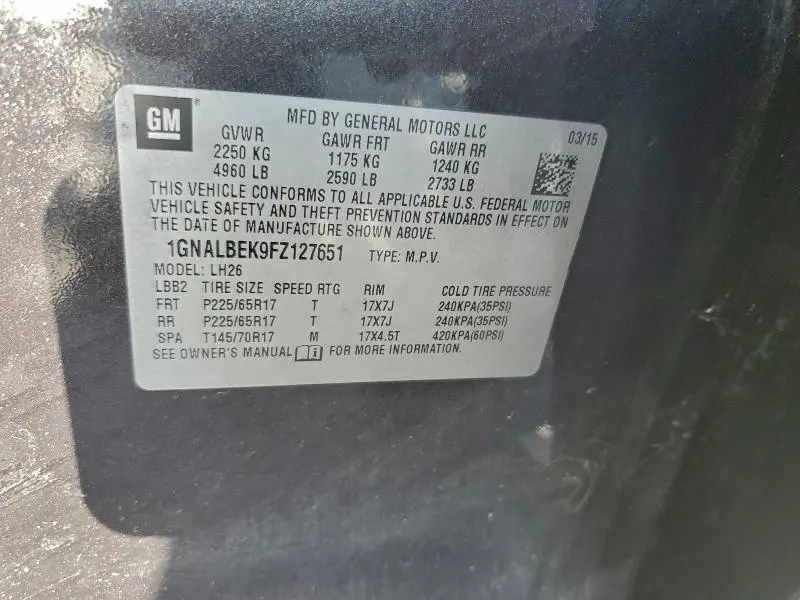 GM ®
MFD BY GENERAL MOTORS LLC
03/15
GVWR GAWR FRT GAWR RR
2250 KG 1175 KG 1240 KG
4960 LB 2590 LB 2733 LB
THIS VEHICLE CONFORMS TO ALL APPLICABLE U.S. FEDERAL MOTOR
VEHICLE SAFETY AND THEFT PREVENTION STANDARDS IN EFFECT ON
THE DATE OF MANUFACTURE SHOWN ABOVE.
1GNALBEK9FZ127651 TYPE: M.P.V.
MODEL: LH26
LBB2 TIRE SIZE SPEED RTG RIM COLD TIRE PRESSURE
FRT P225/65R17 T 17X7J 240KPA(35PSI)
RR P225/65R17 T 17X7J 240KPA(35PSI)
SPA T145/70R17 M 17X4.5T 420KPA(60PSI)
SEE OWNER'S MANUAL FOR MORE INFORMATION.